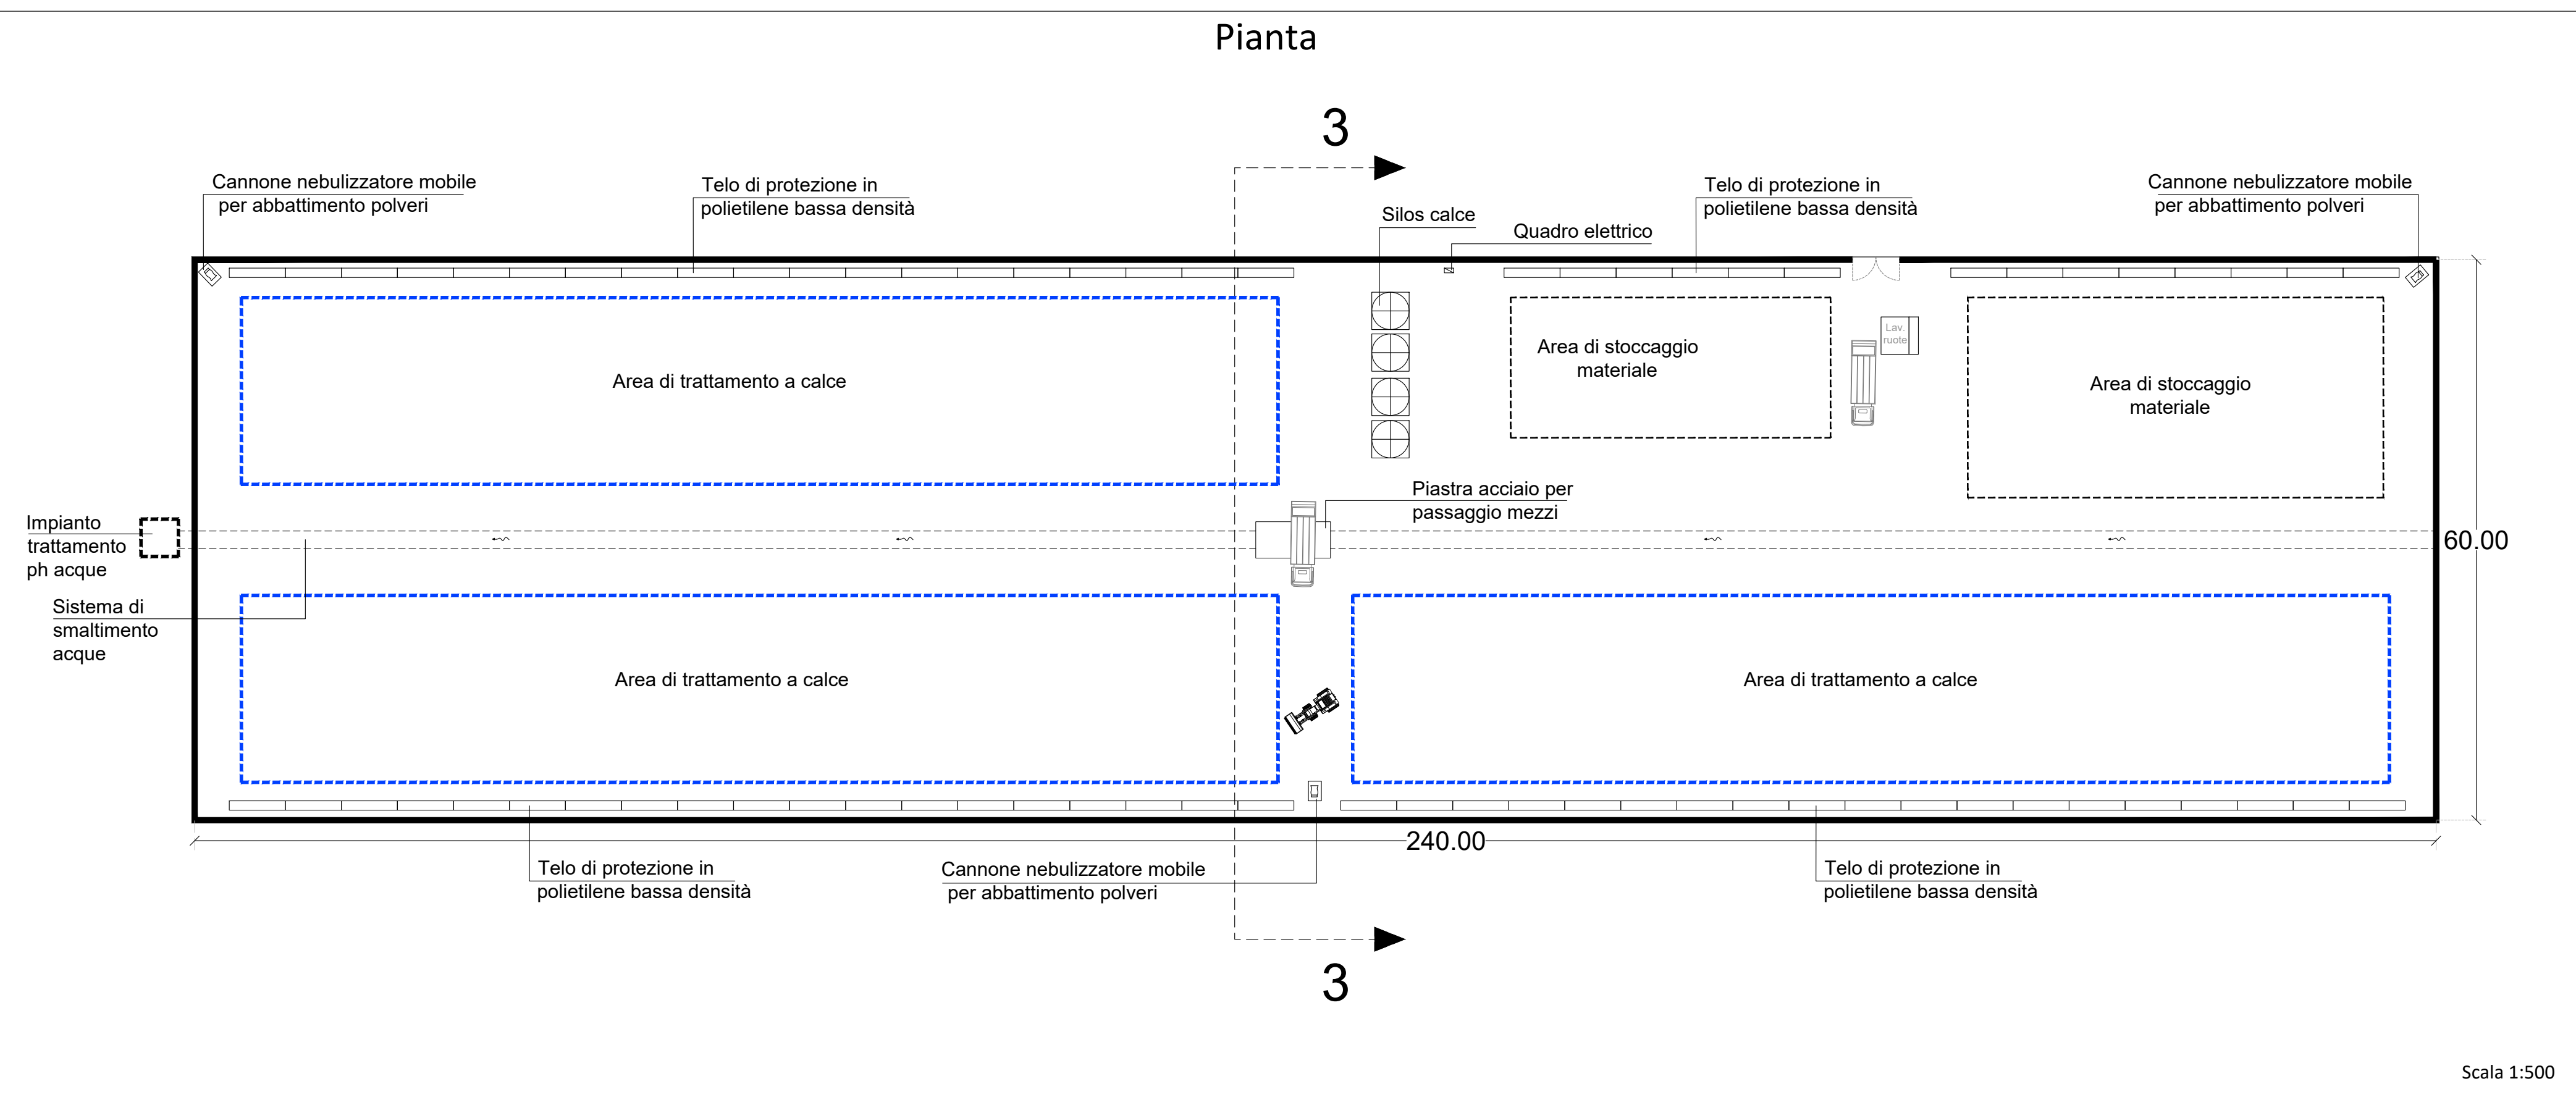 Pianta
3
Cannone nebulizzatore mobile
per abbattimento polveri
Telo di protezione in
polietilene bassa densità
Silos calce
Quadro elettrico
Telo di protezione in
polietilene bassa densità
Cannone nebulizzatore mobile
per abbattimento polveri
Lav.
ruote
Area di trattamento a calce
Area di stoccaggio
materiale
Area di stoccaggio
materiale
Piastra acciaio per
passaggio mezzi
Impianto
trattamento
ph acque
60.00
Sistema di
smaltimento
acque
Area di trattamento a calce
Area di trattamento a calce
240.00
Telo di protezione in
polietilene bassa densità
Cannone nebulizzatore mobile
per abbattimento polveri
Telo di protezione in
polietilene bassa densità
3
Scala 1:500